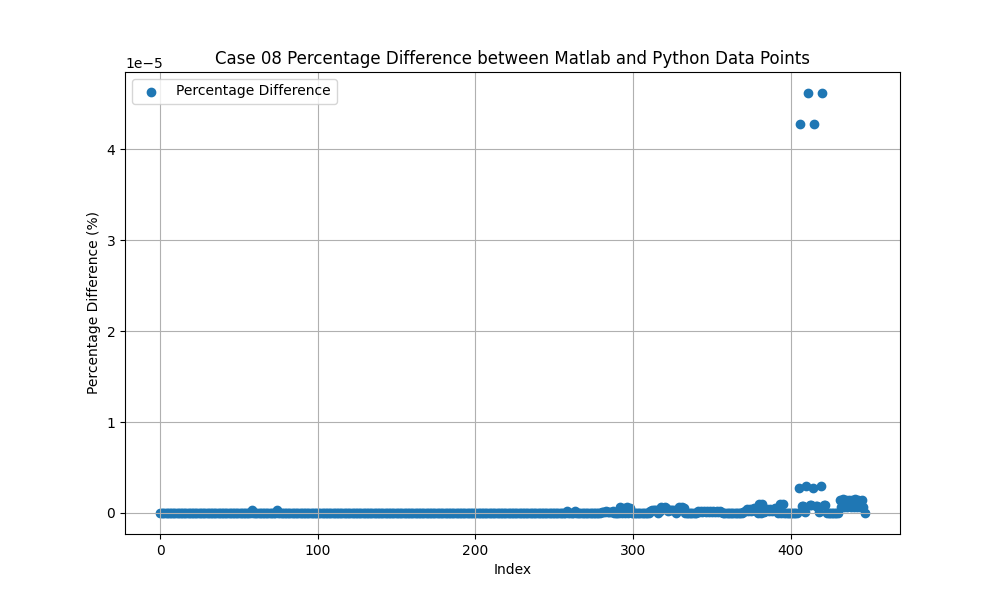 Case 08 Percentage Difference between Matlab and Python Data Points
1e−5
Percentage Difference
Percentage Difference (%)
4
3
2
1
0
0 100 200 300 400
Index